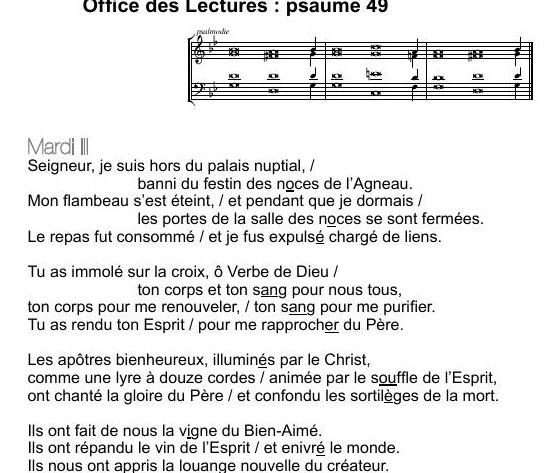 Office des Lectures : psaume 49
psalmodie
Mardi III
Seigneur, je suis hors du palais nuptial, /
banni du festin des noces de l'Agneau.
Mon flambeau s'est éteint, / et pendant que je dormais /
les portes de la salle des noces se sont fermées.
Le repas fut consommé / et je fus expulsé chargé de liens.
Tu as immolé sur la croix, ô Verbe de Dieu /
ton corps et ton sang pour nous tous,
ton corps pour me renouveler, / ton sang pour me purifier.
Tu as rendu ton Esprit / pour me rapprocher du Père.
Les apôtres bienheureux, illuminés par le Christ,
comme une lyre à douze cordes / animée par le souffle de l'Esprit,
ont chanté la gloire du Père / et confondu les sortilèges de la mort.
Ils ont fait de nous la vigne du Bien-Aimé.
Ils ont répandu le vin de l'Esprit / et enivré le monde.
Ils nous ont appris la louange nouvelle du créateur.